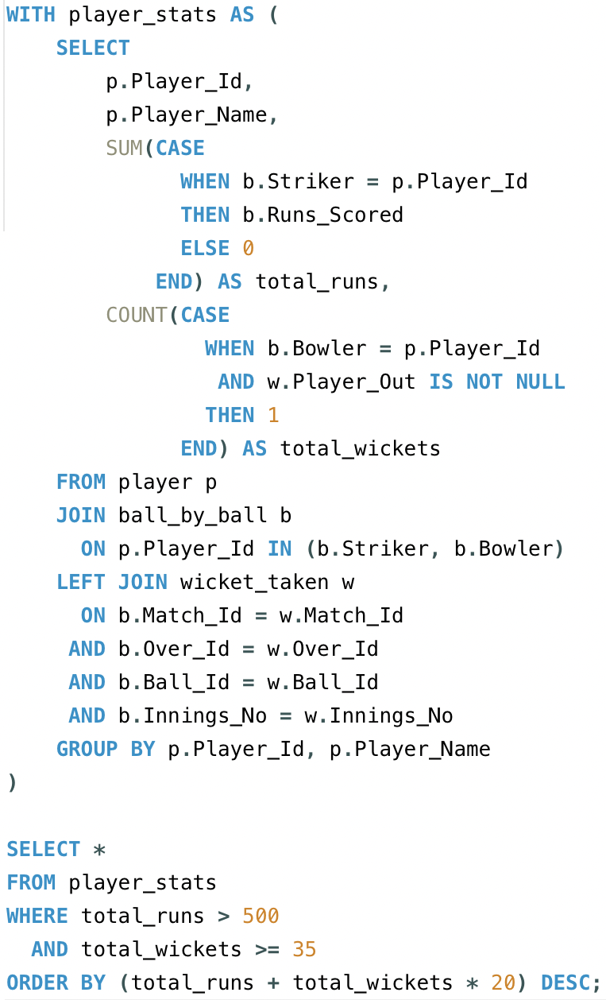 WITH player_stats AS (
    SELECT
        p.Player_Id,
        p.Player_Name,
        SUM(CASE
              WHEN b.Striker = p.Player_Id
              THEN b.Runs_Scored
              ELSE 0
            END) AS total_runs,
        COUNT(CASE
                WHEN b.Bowler = p.Player_Id
                 AND w.Player_Out IS NOT NULL
                THEN 1
              END) AS total_wickets
    FROM player p
    JOIN ball_by_ball b
      ON p.Player_Id IN (b.Striker, b.Bowler)
    LEFT JOIN wicket_taken w
      ON b.Match_Id = w.Match_Id
     AND b.Over_Id = w.Over_Id
     AND b.Ball_Id = w.Ball_Id
     AND b.Innings_No = w.Innings_No
    GROUP BY p.Player_Id, p.Player_Name
)

SELECT *
FROM player_stats
WHERE total_runs > 500
  AND total_wickets >= 35
ORDER BY (total_runs + total_wickets * 20) DESC;